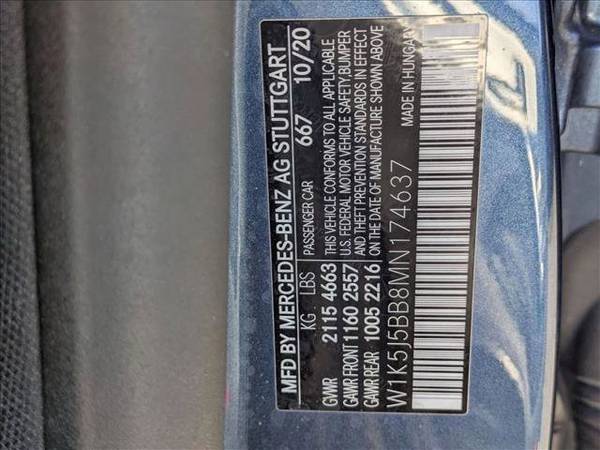 MFD BY MERCEDES-BENZ AG STUTTGART
KG LBS PASSENGER CAR 667 10/20
GVWR 2115 4663 THIS VEHICLE CONFORMS TO ALL APPLICABLE
GAWR FRONT 1160 2557 U.S. FEDERAL MOTOR VEHICLE SAFETY,BUMPER
GAWR REAR 1005 2216 AND THEFT PREVENTION STANDARDS IN EFFECT
ON THE DATE OF MANUFACTURE SHOWN ABOVE
W1K5J5BB8MN174637 MADE IN HUNGARY